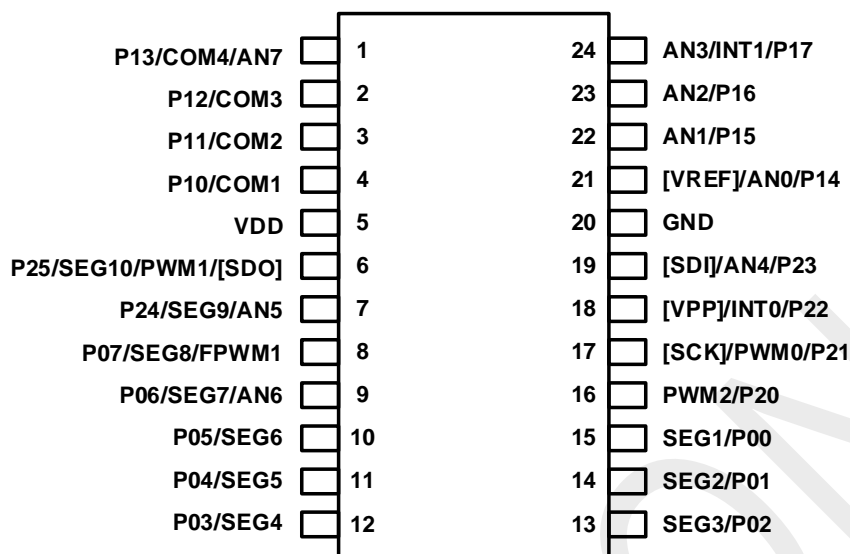 P13/COM4/AN7 1 24 AN3/INT1/P17
P12/COM3 2 23 AN2/P16
P11/COM2 3 22 AN1/P15
P10/COM1 4 21 [VREF]/AN0/P14
VDD 5 20 GND
P25/SEG10/PWM1/[SDO] 6 19 [SDI]/AN4/P23
P24/SEG9/AN5 7 18 [VPP]/INT0/P22
P07/SEG8/FPWM1 8 17 [SCK]/PWM0/P21
P06/SEG7/AN6 9 16 PWM2/P20
P05/SEG6 10 15 SEG1/P00
P04/SEG5 11 14 SEG2/P01
P03/SEG4 12 13 SEG3/P02